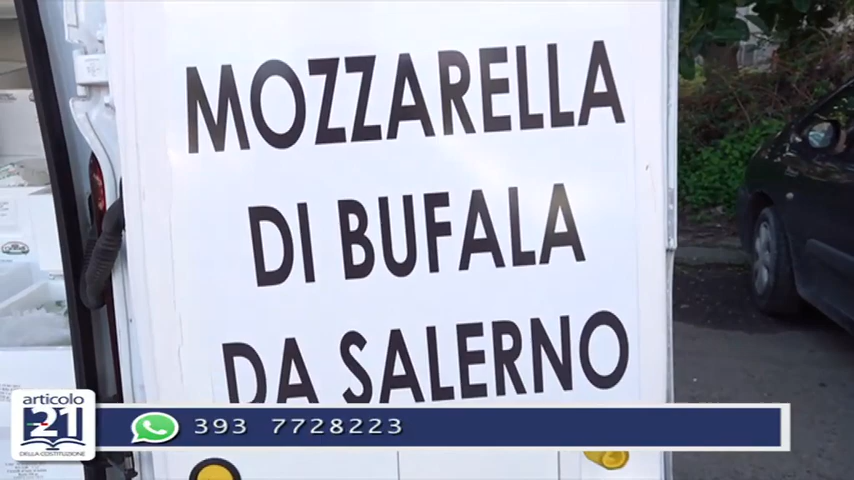 MOZZARELLA
DI BUFALA
DA SALERNO
articolo
21
DELLA COSTITUZIONE
393 7728223